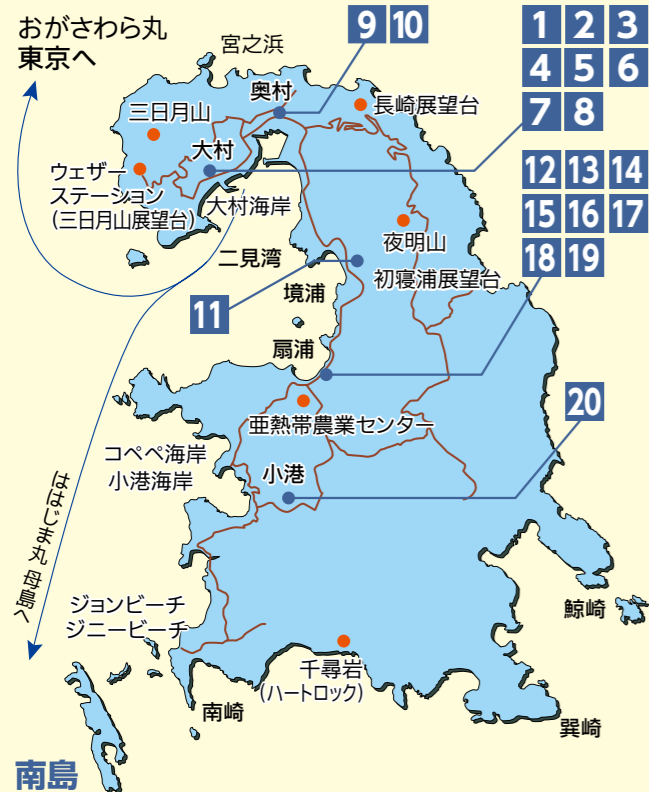 おがさわら丸
東京へ
宮之浜
9 10
1 2 3
4 5 6
7 8
奥村
長崎展望台
三日月山
大村
ウェザー
ステーション
(三日月山展望台)
大村海岸
12 13 14
15 16 17
18 19
夜明山
二見湾
初寝浦展望台
境浦
11
扇浦
20
亜熱帯農業センター
コペペ海岸
小港海岸
小港
ははじま丸 母島へ
ジョンビーチ
ジニービーチ
鯨崎
千尋岩
(ハートロック)
南崎
巽崎
南島